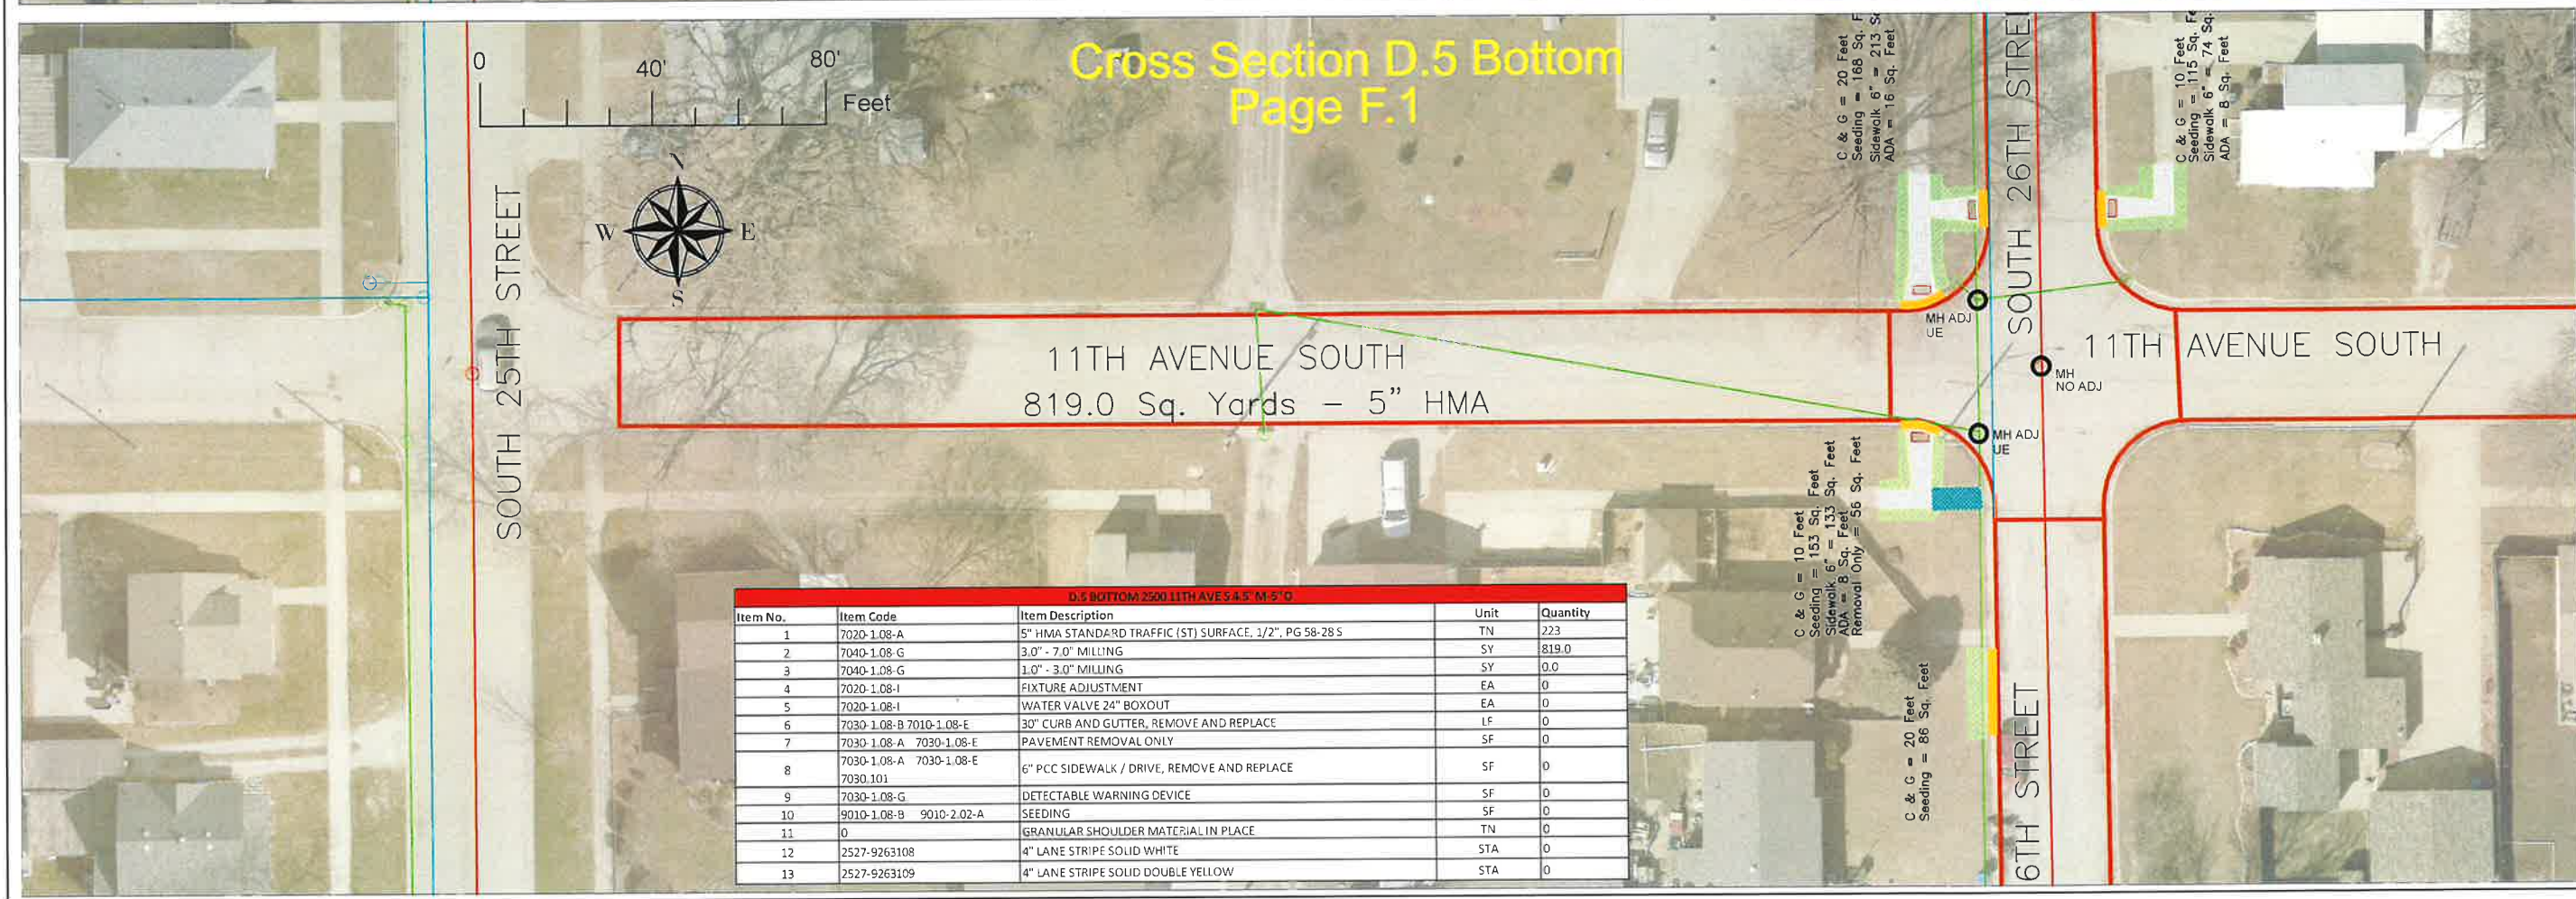 Cross Section D.5 Bottom
Page F.1
0
40'
80'
Feet
N
W
E
S
SOUTH 25TH STREET
11TH AVENUE SOUTH
819.0 Sq. Yards – 5" HMA
C & G = 20 Feet
Seeding = 168 Sq. F
Sidewalk 6" = 213 S
ADA = 16 Sq. Feet
SOUTH 26TH STREE
C & G = 10 Feet
Seeding = 115 Sq. Fe
Sidewalk 6" = 74 Sq.
ADA = 8 Sq. Feet
MH ADJ
UE
11TH AVENUE SOUTH
MH
NO ADJ
MH ADJ
UE
C & G = 10 Feet
Seeding = 153 Sq. Feet
Sidewalk 6" = 133 Sq. Feet
ADA = 8 Sq. Feet
Removal Only = 56 Sq. Feet
C & G = 20 Feet
Seeding = 86 Sq. Feet
6TH STREET
D.5 BOTTOM 2500 11TH AVE S 4.5" M-5" O
Item No. Item Code Item Description Unit Quantity
1 7020-1.08-A 5" HMA STANDARD TRAFFIC (ST) SURFACE, 1/2", PG 58-28 S TN 223
2 7040-1.08-G 3.0" - 7.0" MILLING SY 819.0
3 7040-1.08-G 1.0" - 3.0" MILLING SY 0.0
4 7020-1.08-I FIXTURE ADJUSTMENT EA 0
5 7020-1.08-I WATER VALVE 24" BOXOUT EA 0
6 7030-1.08-B 7010-1.08-E 30" CURB AND GUTTER, REMOVE AND REPLACE LF 0
7 7030-1.08-A 7030-1.08-E PAVEMENT REMOVAL ONLY SF 0
8 7030-1.08-A 7030-1.08-E 7030.101 6" PCC SIDEWALK / DRIVE, REMOVE AND REPLACE SF 0
9 7030-1.08-G DETECTABLE WARNING DEVICE SF 0
10 9010-1.08-B 9010-2.02-A SEEDING SF 0
11 0 GRANULAR SHOULDER MATERIAL IN PLACE TN 0
12 2527-9263108 4" LANE STRIPE SOLID WHITE STA 0
13 2527-9263109 4" LANE STRIPE SOLID DOUBLE YELLOW STA 0